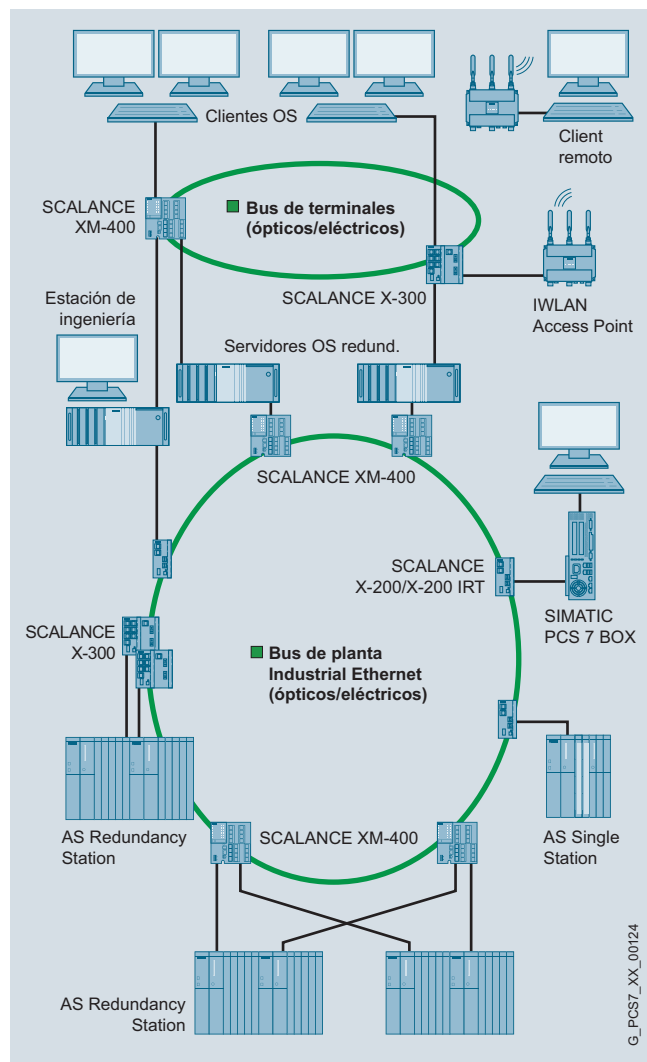 Clientes OS
Client
remoto
SCALANCE
XM-400
Bus de terminales
(ópticos/eléctricos)
SCALANCE X-300
IWLAN
Access Point
Estación de
ingeniería
Servidores OS redund.
SCALANCE XM-400
SCALANCE
X-200/X-200 IRT
SIMATIC
PCS 7 BOX
SCALANCE
X-300
Bus de planta
Industrial Ethernet
(ópticos/eléctricos)
AS Redundancy
Station
SCALANCE XM-400
AS Single
Station
AS Redundancy
Station
G_PCS7_XX_00124